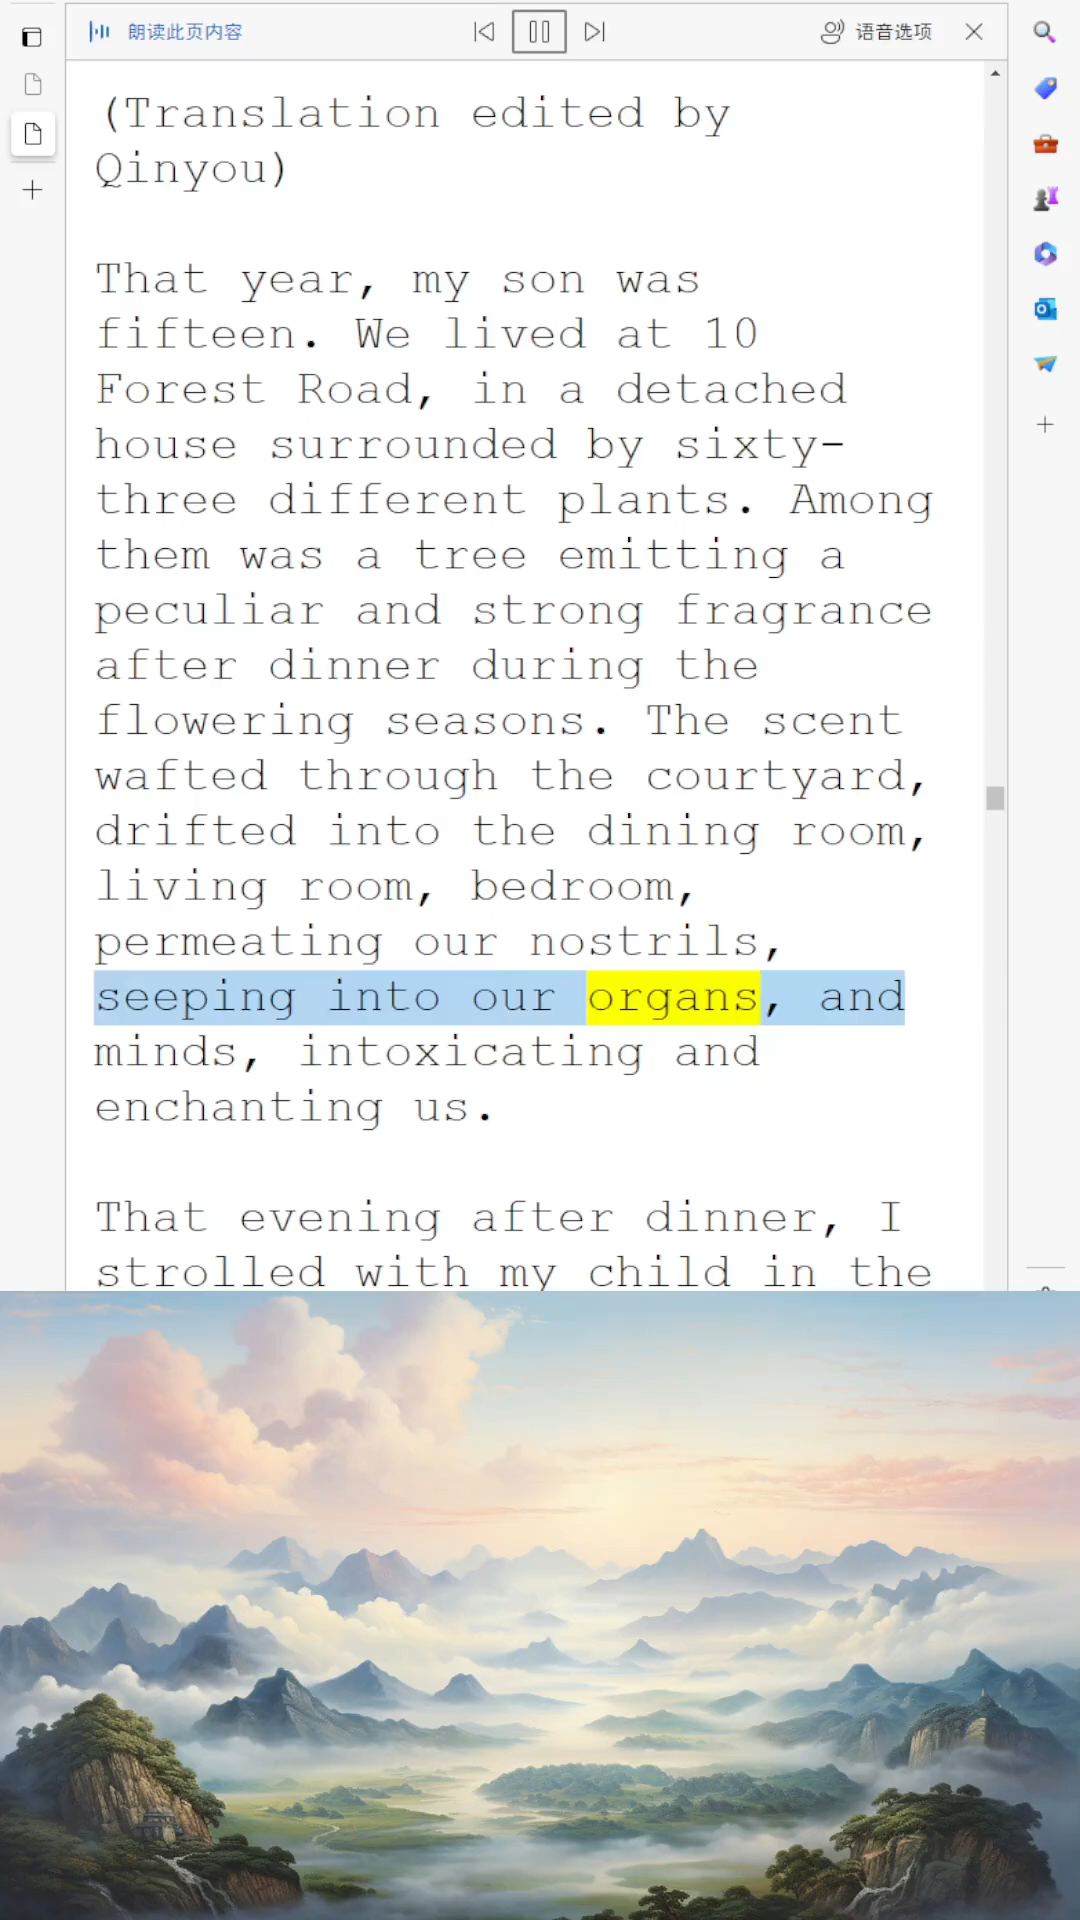 朗读此页内容
语音选项
(Translation edited by
Qinyou)
That year, my son was
fifteen. We lived at 10
Forest Road, in a detached
house surrounded by sixty-
three different plants. Among
them was a tree emitting a
peculiar and strong fragrance
after dinner during the
flowering seasons. The scent
wafted through the courtyard,
drifted into the dining room,
living room, bedroom,
permeating our nostrils,
seeping into our organs, and
minds, intoxicating and
enchanting us.
That evening after dinner, I
strolled with my child in the